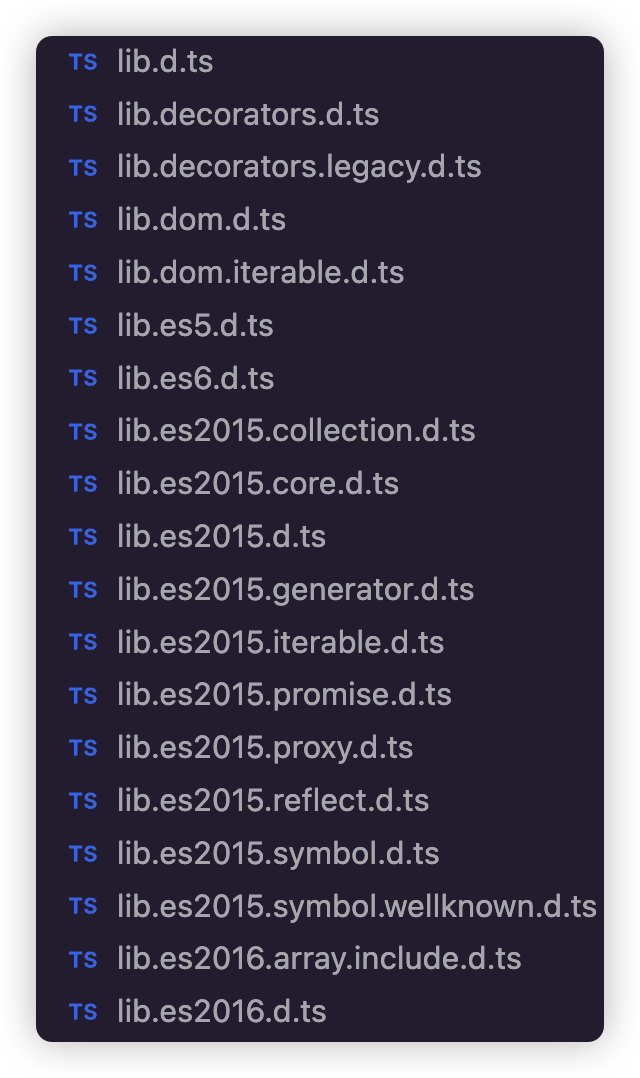 TS lib.d.ts
TS lib.decorators.d.ts
TS lib.decorators.legacy.d.ts
TS lib.dom.d.ts
TS lib.dom.iterable.d.ts
TS lib.es5.d.ts
TS lib.es6.d.ts
TS lib.es2015.collection.d.ts
TS lib.es2015.core.d.ts
TS lib.es2015.d.ts
TS lib.es2015.generator.d.ts
TS lib.es2015.iterable.d.ts
TS lib.es2015.promise.d.ts
TS lib.es2015.proxy.d.ts
TS lib.es2015.reflect.d.ts
TS lib.es2015.symbol.d.ts
TS lib.es2015.symbol.wellknown.d.ts
TS lib.es2016.array.include.d.ts
TS lib.es2016.d.ts